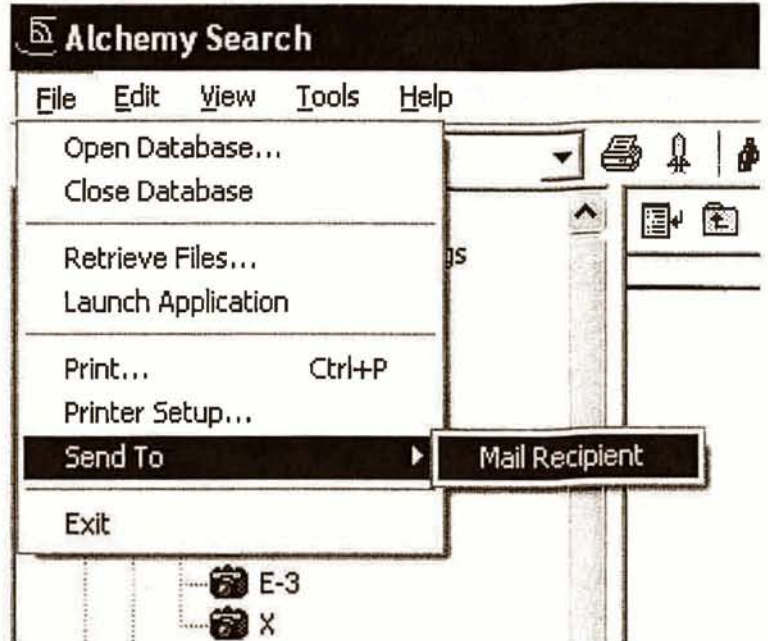 Alchemy Search
File Edit View Tools Help
Open Database...
Close Database
Retrieve Files...
gs
Launch Application
Print... Ctrl+P
Printer Setup...
Send To
Mail Recipient
Exit
E-3
X